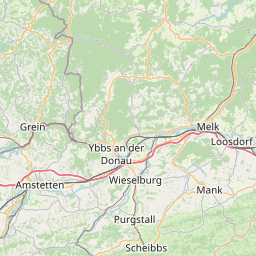 Grein
Melk
Loosdorf
Ybbs an der
Donau
Wieselburg
Amstetten
Mank
Purgstall
Scheibbs